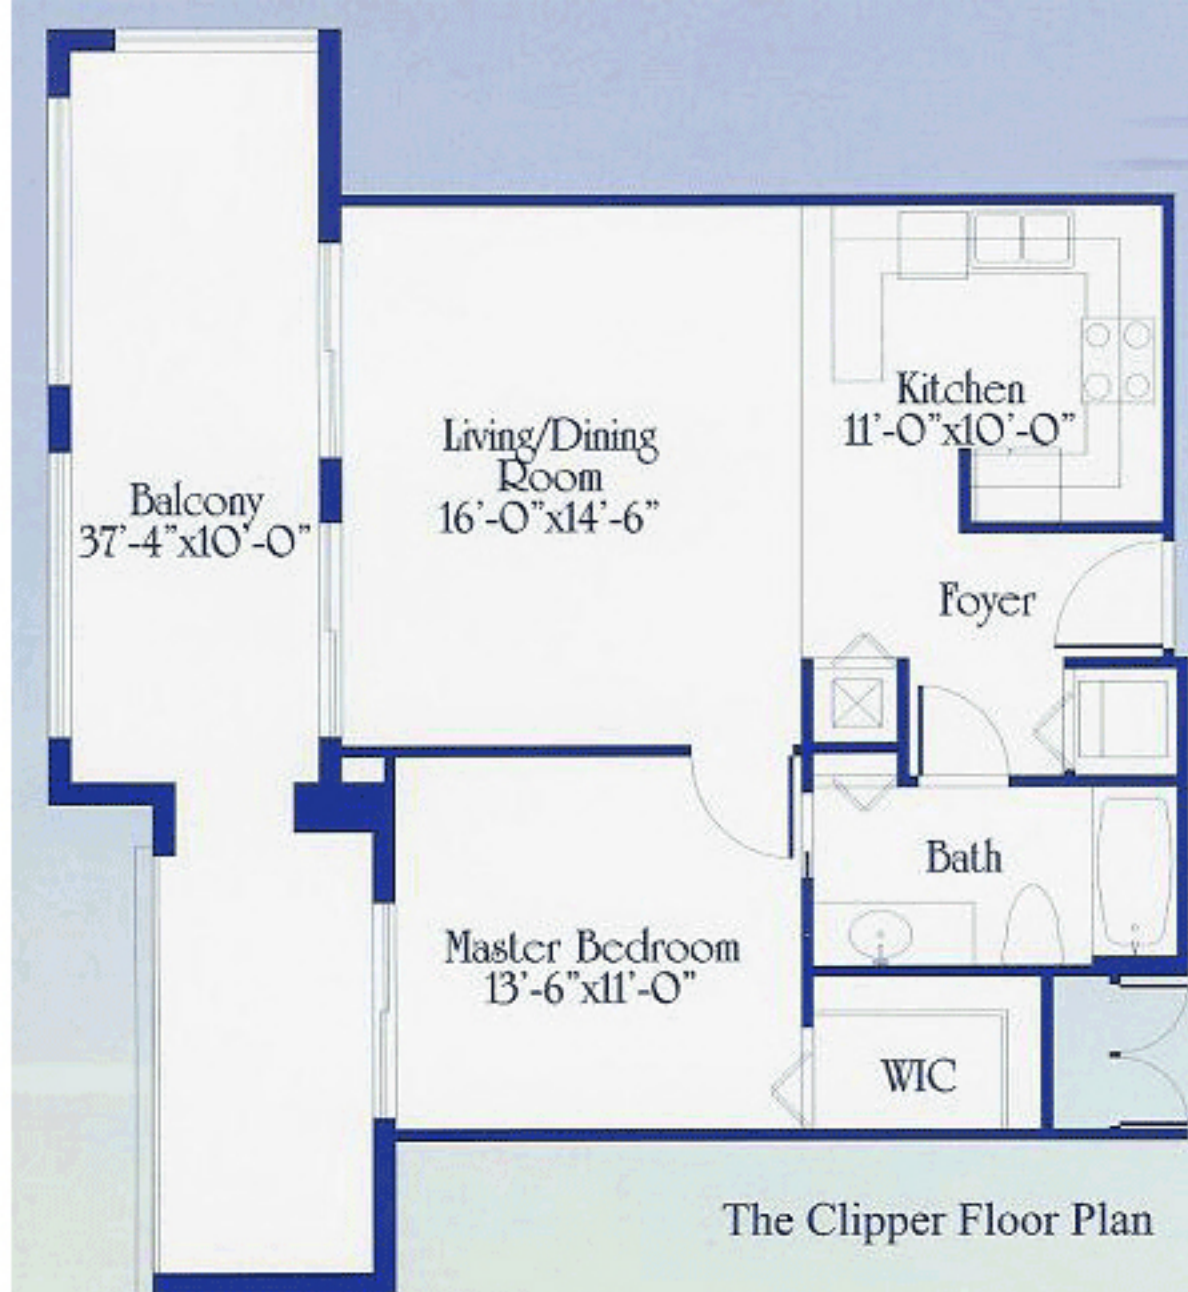 Kitchen
11'-0"x10'-0"
Living/Dining
Room
16'-0"x14'-6"
Balcony
37'-4"x10'-0"
Foyer
Bath
Master Bedroom
13'-6"x11'-0"
WIC
The Clipper Floor Plan